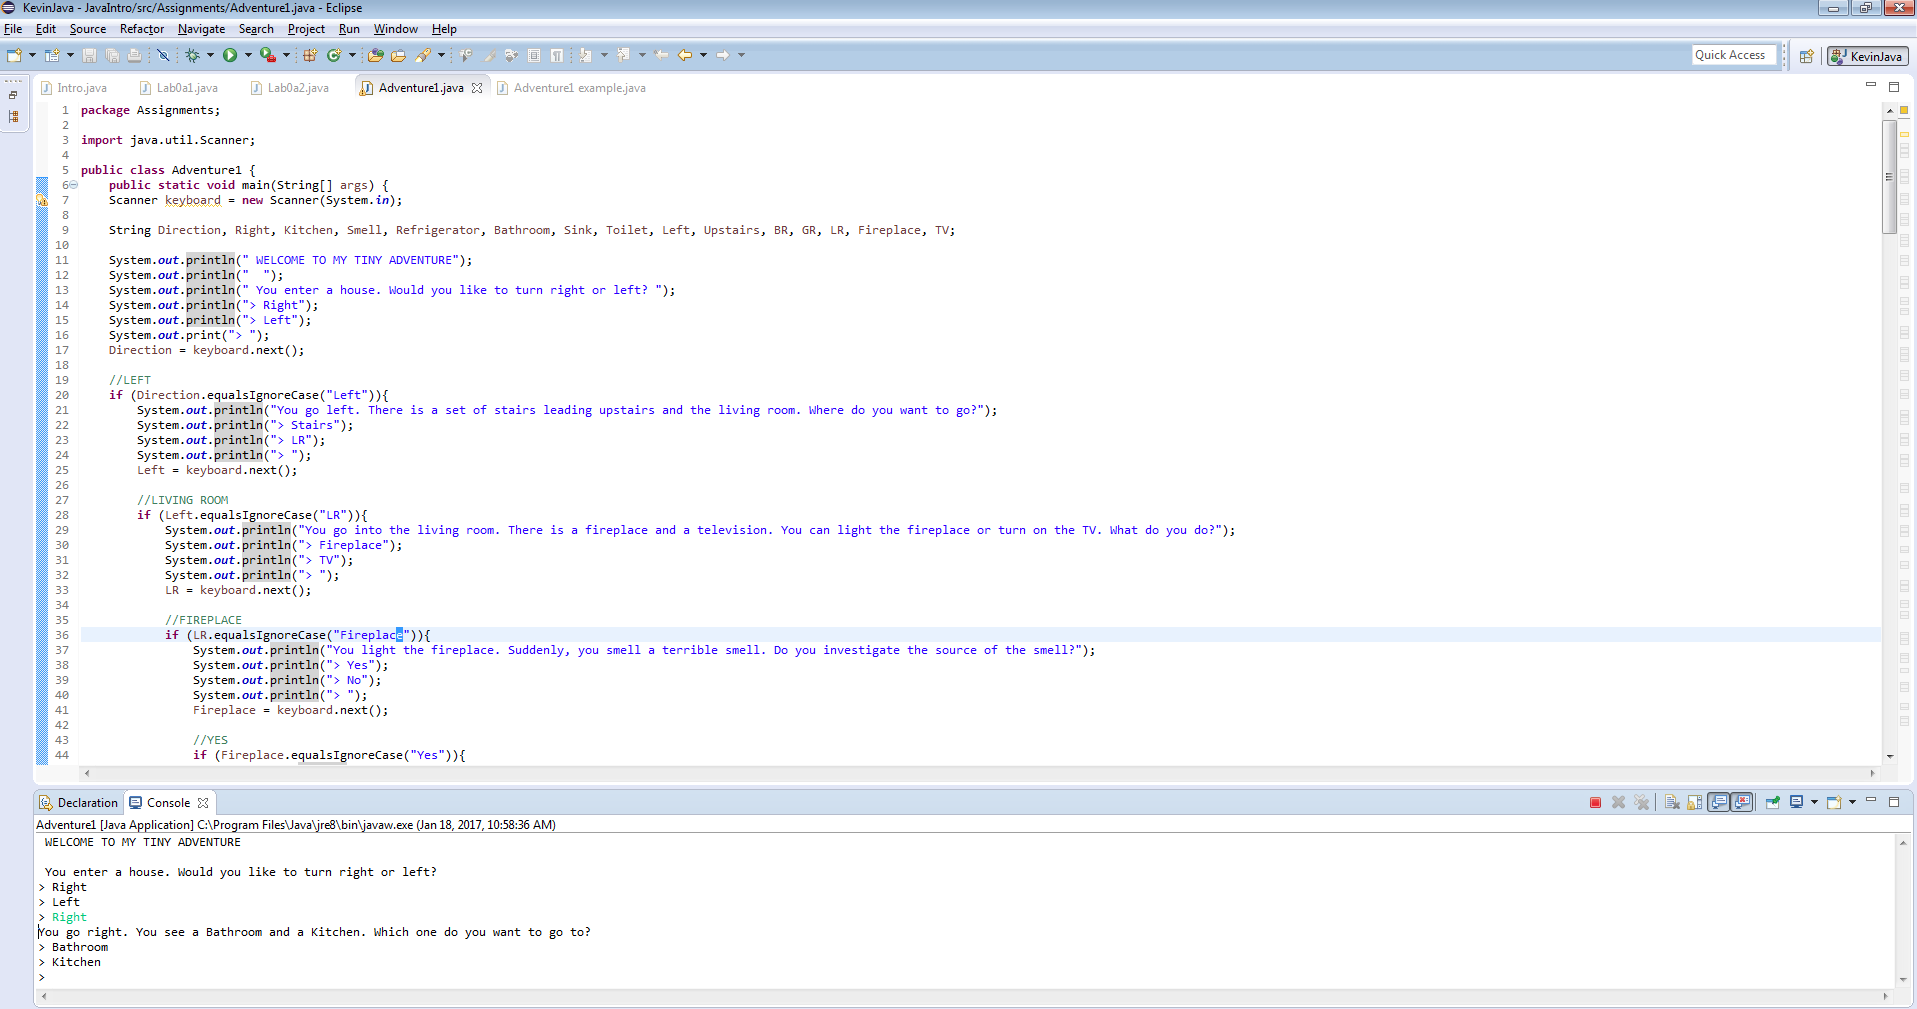 KevinJava - JavaIntro/src/Assignments/Adventure1.java - Eclipse
File Edit Source Refactor Navigate Search Project Run Window Help
Quick Access KevinJava
Intro.java Lab0a1.java Lab0a2.java Adventure1.java Adventure1 example.java
1 package Assignments;
2
3 import java.util.Scanner;
4
5 public class Adventure1 {
6 public static void main(String[] args) {
7 Scanner keyboard = new Scanner(System.in);
8
9 String Direction, Right, Kitchen, Smell, Refrigerator, Bathroom, Sink, Toilet, Left, Upstairs, BR, GR, LR, Fireplace, TV;
10
11 System.out.println(" WELCOME TO MY TINY ADVENTURE");
12 System.out.println("  ");
13 System.out.println(" You enter a house. Would you like to turn right or left? ");
14 System.out.println("> Right");
15 System.out.println("> Left");
16 System.out.print("> ");
17 Direction = keyboard.next();
18
19 //LEFT
20 if (Direction.equalsIgnoreCase("Left")){
21 System.out.println("You go left. There is a set of stairs leading upstairs and the living room. Where do you want to go?");
22 System.out.println("> Stairs");
23 System.out.println("> LR");
24 System.out.println("> ");
25 Left = keyboard.next();
26
27 //LIVING ROOM
28 if (Left.equalsIgnoreCase("LR")){
29 System.out.println("You go into the living room. There is a fireplace and a television. You can light the fireplace or turn on the TV. What do you do?");
30 System.out.println("> Fireplace");
31 System.out.println("> TV");
32 System.out.println("> ");
33 LR = keyboard.next();
34
35 //FIREPLACE
36 if (LR.equalsIgnoreCase("Fireplace")){
37 System.out.println("You light the fireplace. Suddenly, you smell a terrible smell. Do you investigate the source of the smell?");
38 System.out.println("> Yes");
39 System.out.println("> No");
40 System.out.println("> ");
41 Fireplace = keyboard.next();
42
43 //YES
44 if (Fireplace.equalsIgnoreCase("Yes")){
Declaration Console
Adventure1 [Java Application] C:\Program Files\Java\jre8\bin\javaw.exe (Jan 18, 2017, 10:58:36 AM)
WELCOME TO MY TINY ADVENTURE
You enter a house. Would you like to turn right or left?
> Right
> Left
> Right
You go right. You see a Bathroom and a Kitchen. Which one do you want to go to?
> Bathroom
> Kitchen
>